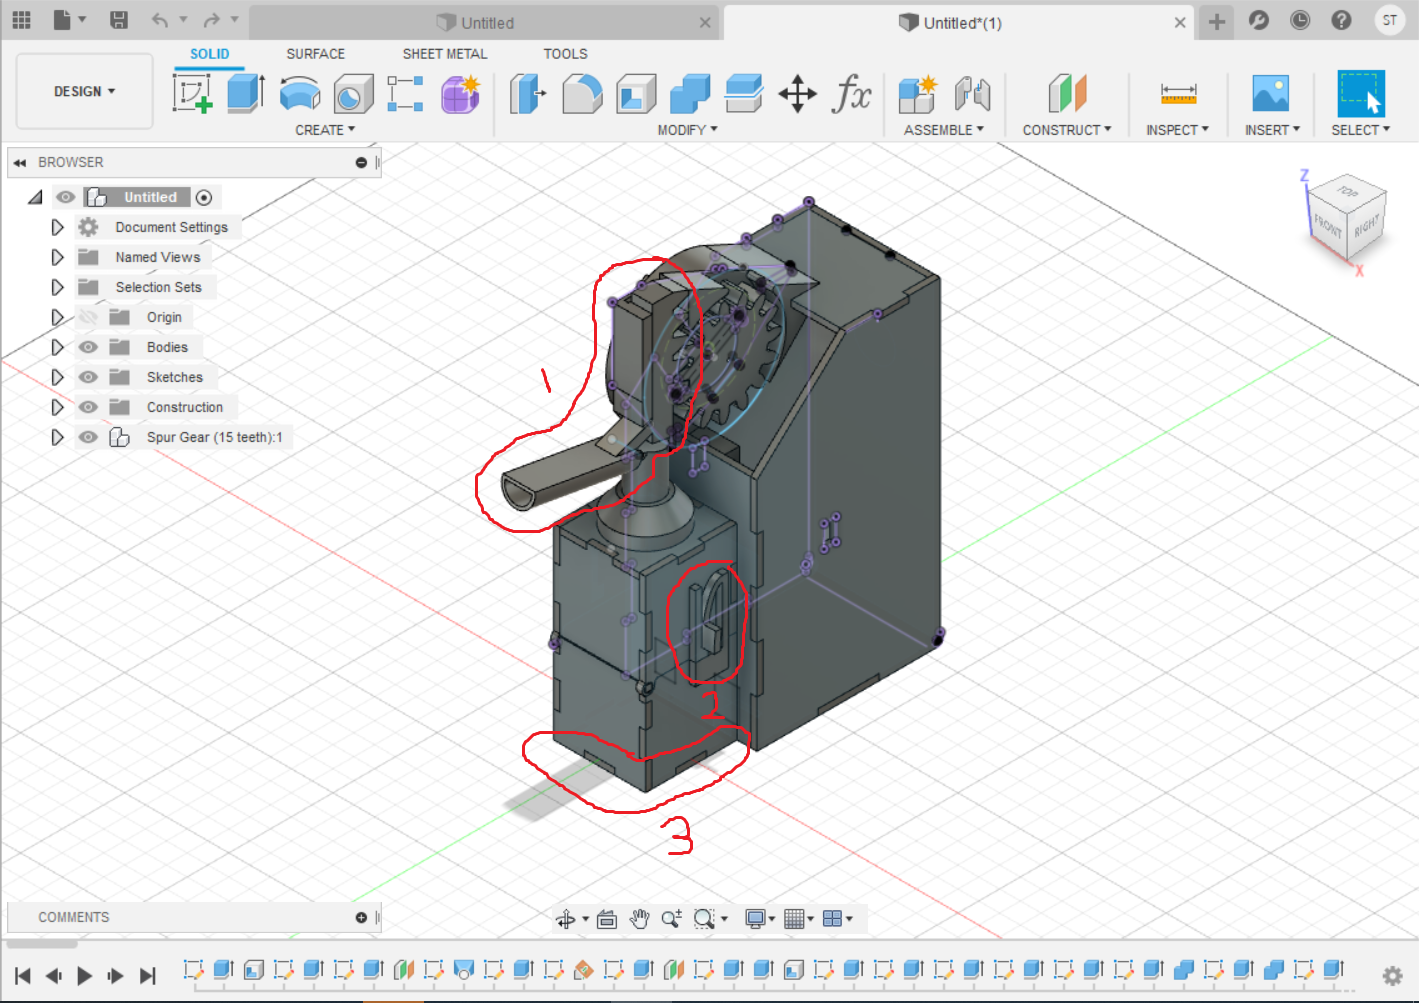 Untitled
Untitled*(1)
ST
SOLID
SURFACE
SHEET METAL
TOOLS
DESIGN
CREATE
MODIFY
fx
ASSEMBLE
CONSTRUCT
INSPECT
INSERT
SELECT
BROWSER
Untitled
Document Settings
Named Views
Selection Sets
Origin
Bodies
Sketches
Construction
Spur Gear (15 teeth):1
Z
TOP
FRONT
RIGHT
X
1
2
3
COMMENTS